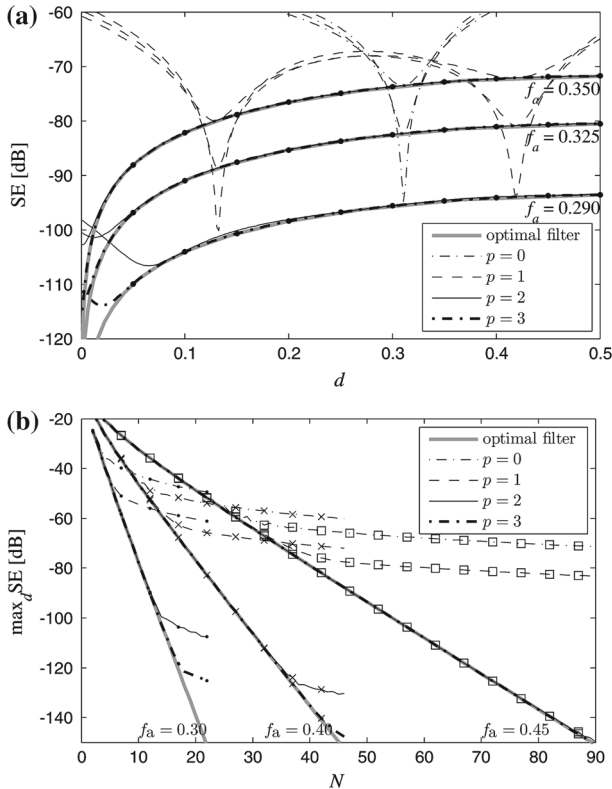 (a)
-60
-70
-80
-90
-100
-110
-120
SE [dB]
f_a = 0.350
f_a = 0.325
f_a = 0.290
optimal filter
p = 0
p = 1
p = 2
p = 3
0 0.1 0.2 0.3 0.4 0.5
d
(b)
-20
-40
-60
-80
-100
-120
-140
max_d SE [dB]
optimal filter
p = 0
p = 1
p = 2
p = 3
f_a = 0.30 f_a = 0.40 f_a = 0.45
0 10 20 30 40 50 60 70 80 90
N